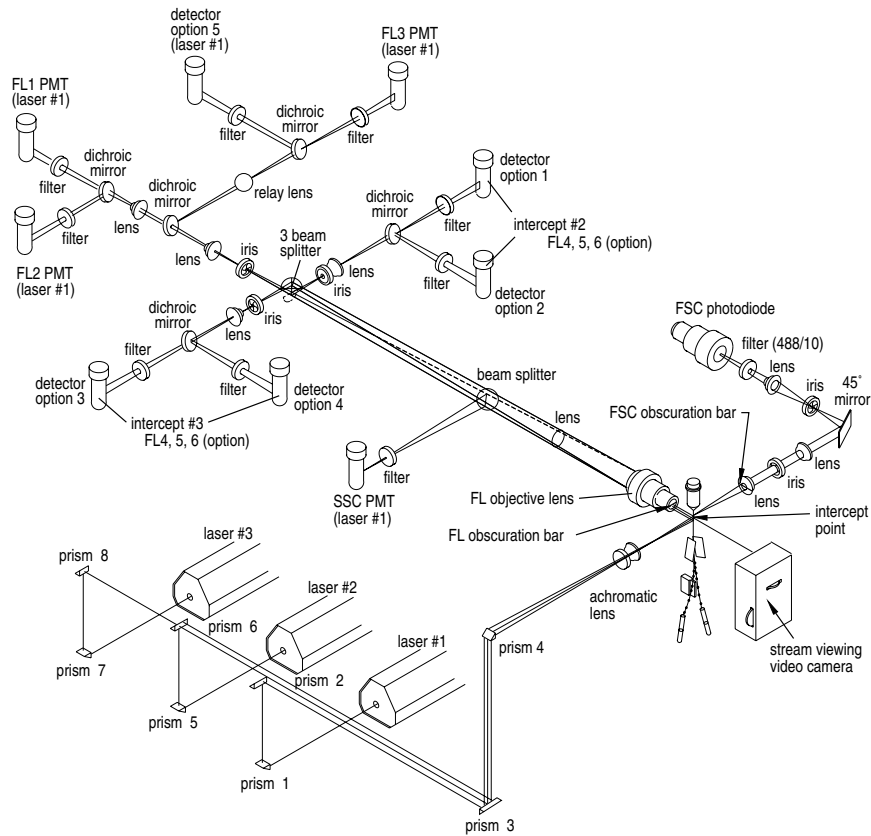 detector
option 5
(laser #1)
FL3 PMT
(laser #1)
FL1 PMT
(laser #1)
dichroic
mirror
filter
filter
dichroic
mirror
dichroic
mirror
relay lens
filter
filter
lens
FL2 PMT
(laser #1)
lens
iris
3 beam
splitter
dichroic
mirror
filter
detector
option 1
intercept #2
FL4, 5, 6 (option)
lens
iris
filter
detector
option 2
dichroic
mirror
iris
lens
filter
filter
detector
option 3
detector
option 4
intercept #3
FL4, 5, 6 (option)
beam splitter
lens
filter
SSC PMT
(laser #1)
FSC photodiode
filter (488/10)
lens
iris
45°
mirror
FSC obscuration bar
lens
iris
lens
FL objective lens
FL obscuration bar
intercept
point
achromatic
lens
stream viewing
video camera
laser #3
prism 8
laser #2
prism 6
laser #1
prism 7
prism 2
prism 5
prism 4
prism 1
prism 3